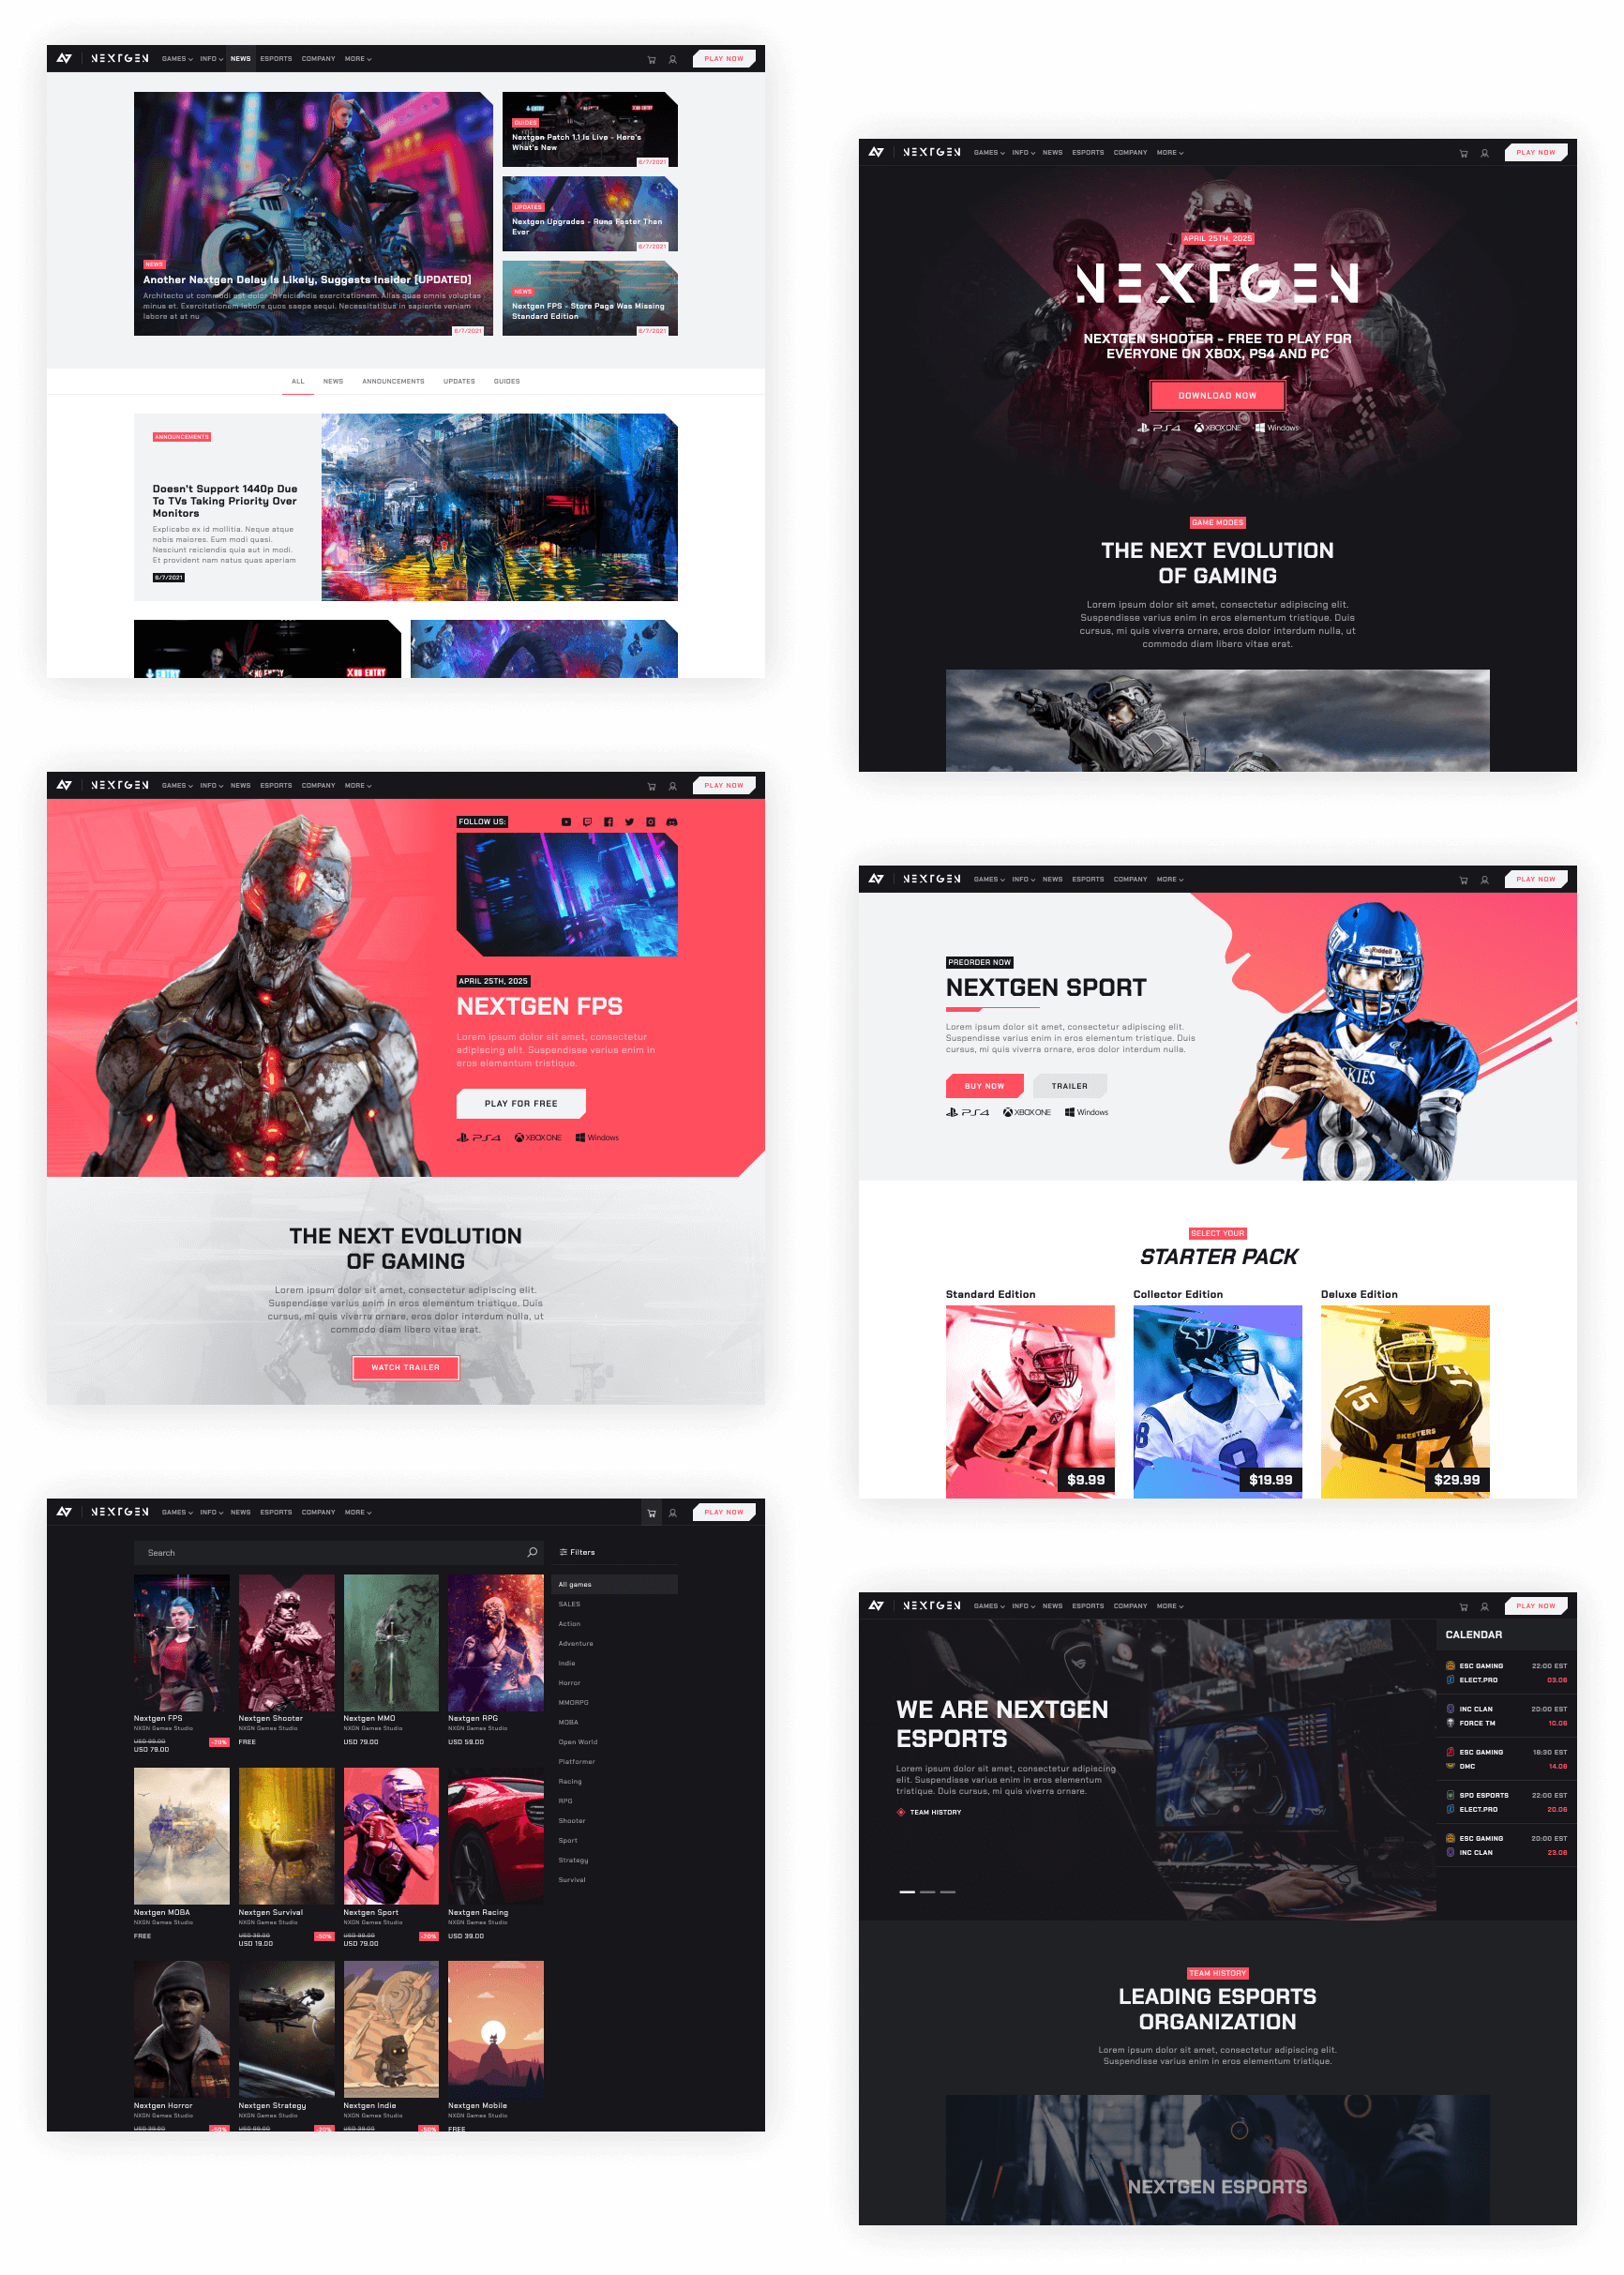 NEXTGEN GAMES INFO NEWS ESPORTS COMPANY MORE PLAY NOW
NEWS
Another Nextgen Delay Is Likely, Suggests Insider [UPDATED]
Architecto ut commodi est dolor in reiciendis exercitationem. Alias quae omnis voluptas
minus et. Exercitationem labore quos saepe sequi. Necessitatibus in sapiente veniam
labore at at nu
6/7/2021
GUIDES
Nextgen Patch 1.1 Is Live - Here's
What's New
6/7/2021
UPDATES
Nextgen Upgrades - Runs Faster Than
Ever
6/7/2021
NEWS
Nextgen FPS - Store Page Was Missing
Standard Edition
6/7/2021
ALL NEWS ANNOUNCEMENTS UPDATES GUIDES
ANNOUNCEMENTS
Doesn't Support 1440p Due
To TVs Taking Priority Over
Monitors
Explicabo ex id mollitia. Neque atque
nobis maiores. Eum modi quasi.
Nesciunt reiciendis quia aut in modi.
Et provident nam natus quas aperiam
6/7/2021
NO ENTRY
NEXTGEN GAMES INFO NEWS ESPORTS COMPANY MORE PLAY NOW
APRIL 25TH, 2025
NEXTGEN
NEXTGEN SHOOTER - FREE TO PLAY FOR
EVERYONE ON XBOX, PS4 AND PC
DOWNLOAD NOW
PS4 XBOX ONE Windows
GAME MODES
THE NEXT EVOLUTION
OF GAMING
Lorem ipsum dolor sit amet, consectetur adipiscing elit.
Suspendisse varius enim in eros elementum tristique. Duis
cursus, mi quis viverra ornare, eros dolor interdum nulla, ut
commodo diam libero vitae erat.
NEXTGEN GAMES INFO NEWS ESPORTS COMPANY MORE PLAY NOW
FOLLOW US:
APRIL 25TH, 2025
NEXTGEN FPS
Lorem ipsum dolor sit amet, consectetur
adipiscing elit. Suspendisse varius enim in
eros elementum tristique.
PLAY FOR FREE
PS4 XBOX ONE Windows
THE NEXT EVOLUTION
OF GAMING
Lorem ipsum dolor sit amet, consectetur adipiscing elit.
Suspendisse varius enim in eros elementum tristique. Duis
cursus, mi quis viverra ornare, eros dolor interdum nulla, ut
commodo diam libero vitae erat.
WATCH TRAILER
NEXTGEN GAMES INFO NEWS ESPORTS COMPANY MORE PLAY NOW
PREORDER NOW
NEXTGEN SPORT
Lorem ipsum dolor sit amet, consectetur adipiscing elit.
Suspendisse varius enim in eros elementum tristique. Duis
cursus, mi quis viverra ornare, eros dolor interdum nulla.
BUY NOW TRAILER
PS4 XBOX ONE Windows
Riddell
KIES
8
SELECT YOUR
STARTER PACK
Standard Edition Collector Edition Deluxe Edition
1 8 15
SKEETERS
$9.99 $19.99 $29.99
NEXTGEN GAMES INFO NEWS ESPORTS COMPANY MORE PLAY NOW
Search
Nextgen FPS Nextgen Shooter Nextgen MMO Nextgen RPG
NXGN Games Studio NXGN Games Studio NXGN Games Studio NXGN Games Studio
USD 99.00 -20% FREE USD 79.00 USD 59.00
USD 79.00
Nextgen MOBA Nextgen Survival Nextgen Sport Nextgen Racing
NXGN Games Studio NXGN Games Studio NXGN Games Studio NXGN Games Studio
FREE USD 39.00 -50% USD 99.00 -20% USD 39.00
USD 19.00 USD 79.00
Nextgen Horror Nextgen Strategy Nextgen Indie Nextgen Mobile
NXGN Games Studio NXGN Games Studio NXGN Games Studio NXGN Games Studio
USD 39.00 -50% USD 99.00 -20% USD 39.00 -50% FREE
Filters
All games
SALES
Action
Adventure
Indie
Horror
MMORPG
MOBA
Open World
Platformer
Racing
RPG
Shooter
Sport
Strategy
Survival
NEXTGEN GAMES INFO NEWS ESPORTS COMPANY MORE PLAY NOW
WE ARE NEXTGEN
ESPORTS
Lorem ipsum dolor sit amet, consectetur adipiscing
elit. Suspendisse varius enim in eros elementum
tristique. Duis cursus, mi quis viverra ornare.
TEAM HISTORY
CALENDAR
ESC GAMING 22:00 EST
ELECT.PRO 03.06
INC CLAN 20:00 EST
FORCE TM 10.06
ESC GAMING 18:30 EST
DMC 14.06
SPO ESPORTS 22:00 EST
ELECT.PRO 20.06
ESC GAMING 20:00 EST
INC CLAN 23.06
TEAM HISTORY
LEADING ESPORTS
ORGANIZATION
Lorem ipsum dolor sit amet, consectetur adipiscing elit.
Suspendisse varius enim in eros elementum tristique.
NEXTGEN ESPORTS